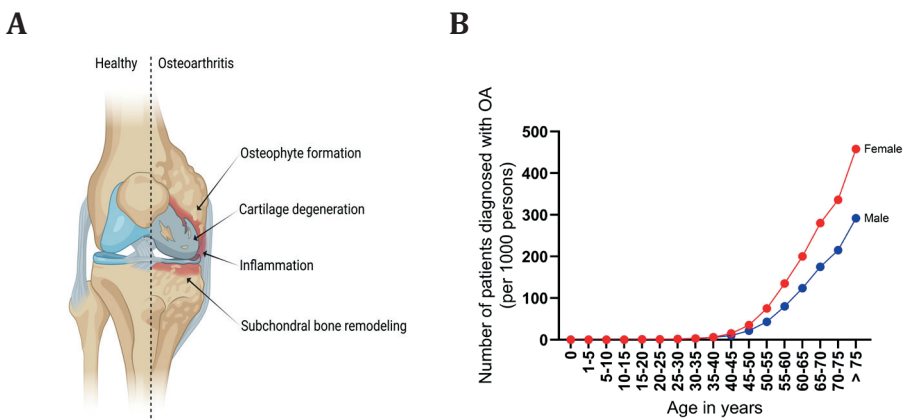 A
Healthy
Osteoarthritis
Osteophyte formation
Cartilage degeneration
Inflammation
Subchondral bone remodeling
B
Number of patients diagnosed with OA
(per 1000 persons)
500
400
300
200
100
0
Female
Male
0
1-5
5-10
10-15
15-20
20-25
25-30
30-35
35-40
40-45
45-50
50-55
55-60
60-65
65-70
70-75
> 75
Age in years